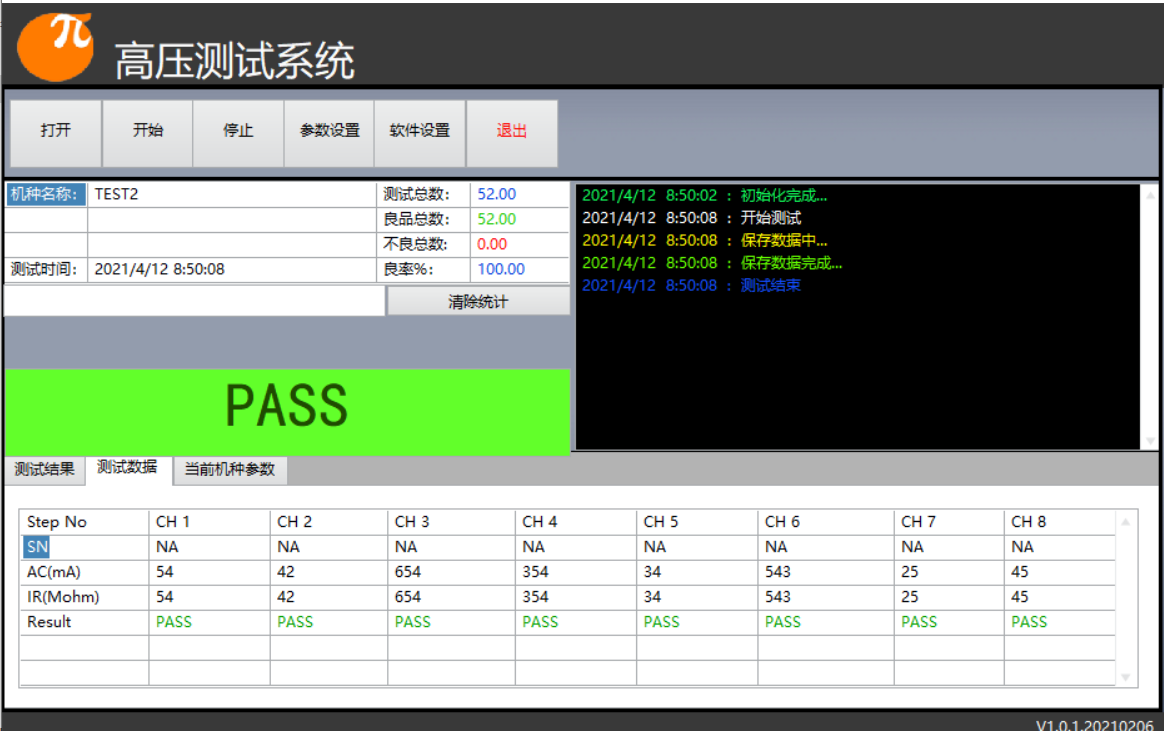 π
高压测试系统
打开 开始 停止 参数设置 软件设置 退出
机种名称: TEST2 测试总数: 52.00
良品总数: 52.00
不良总数: 0.00
测试时间: 2021/4/12 8:50:08 良率%: 100.00
清除统计
2021/4/12 8:50:02 : 初始化完成...
2021/4/12 8:50:08 : 开始测试
2021/4/12 8:50:08 : 保存数据中...
2021/4/12 8:50:08 : 保存数据完成...
2021/4/12 8:50:08 : 测试结束
PASS
测试结果 测试数据 当前机种参数
Step No CH 1 CH 2 CH 3 CH 4 CH 5 CH 6 CH 7 CH 8
SN NA NA NA NA NA NA NA NA
AC(mA) 54 42 654 354 34 543 25 45
IR(Mohm) 54 42 654 354 34 543 25 45
Result PASS PASS PASS PASS PASS PASS PASS PASS
V1.0.1.20210206